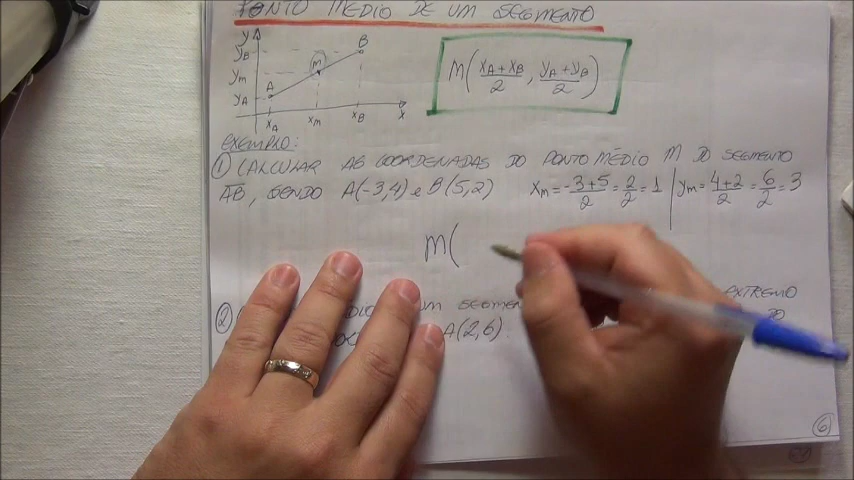 PONTO MÉDIO DE UM SEGMENTO
y
yB
ym
yA
A
M
B
xA
xm
xB
x
M(xA+xB/2, yA+yB/2)
EXEMPLO:
① CALCULAR AS COORDENADAS DO PONTO MÉDIO M DO SEGMENTO
AB, SENDO A(-3,4) e B(5,2)
xm = -3+5/2 = 2/2 = 1 | ym = 4+2/2 = 6/2 = 3
M(
② UM SEGMEN EXTREMO
A(2,6).
6